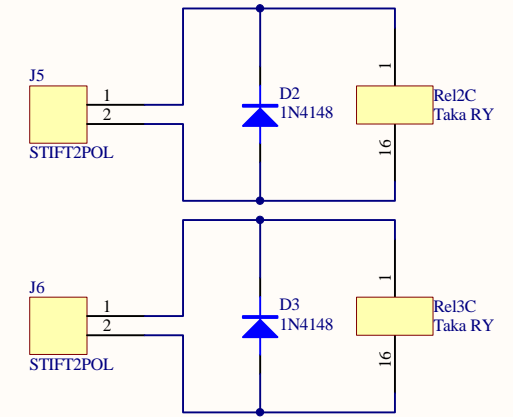 J5
1
2
STIFT2POL
D2
1N4148
1
Rel2C
Taka RY
16
J6
1
2
STIFT2POL
D3
1N4148
1
Rel3C
Taka RY
16